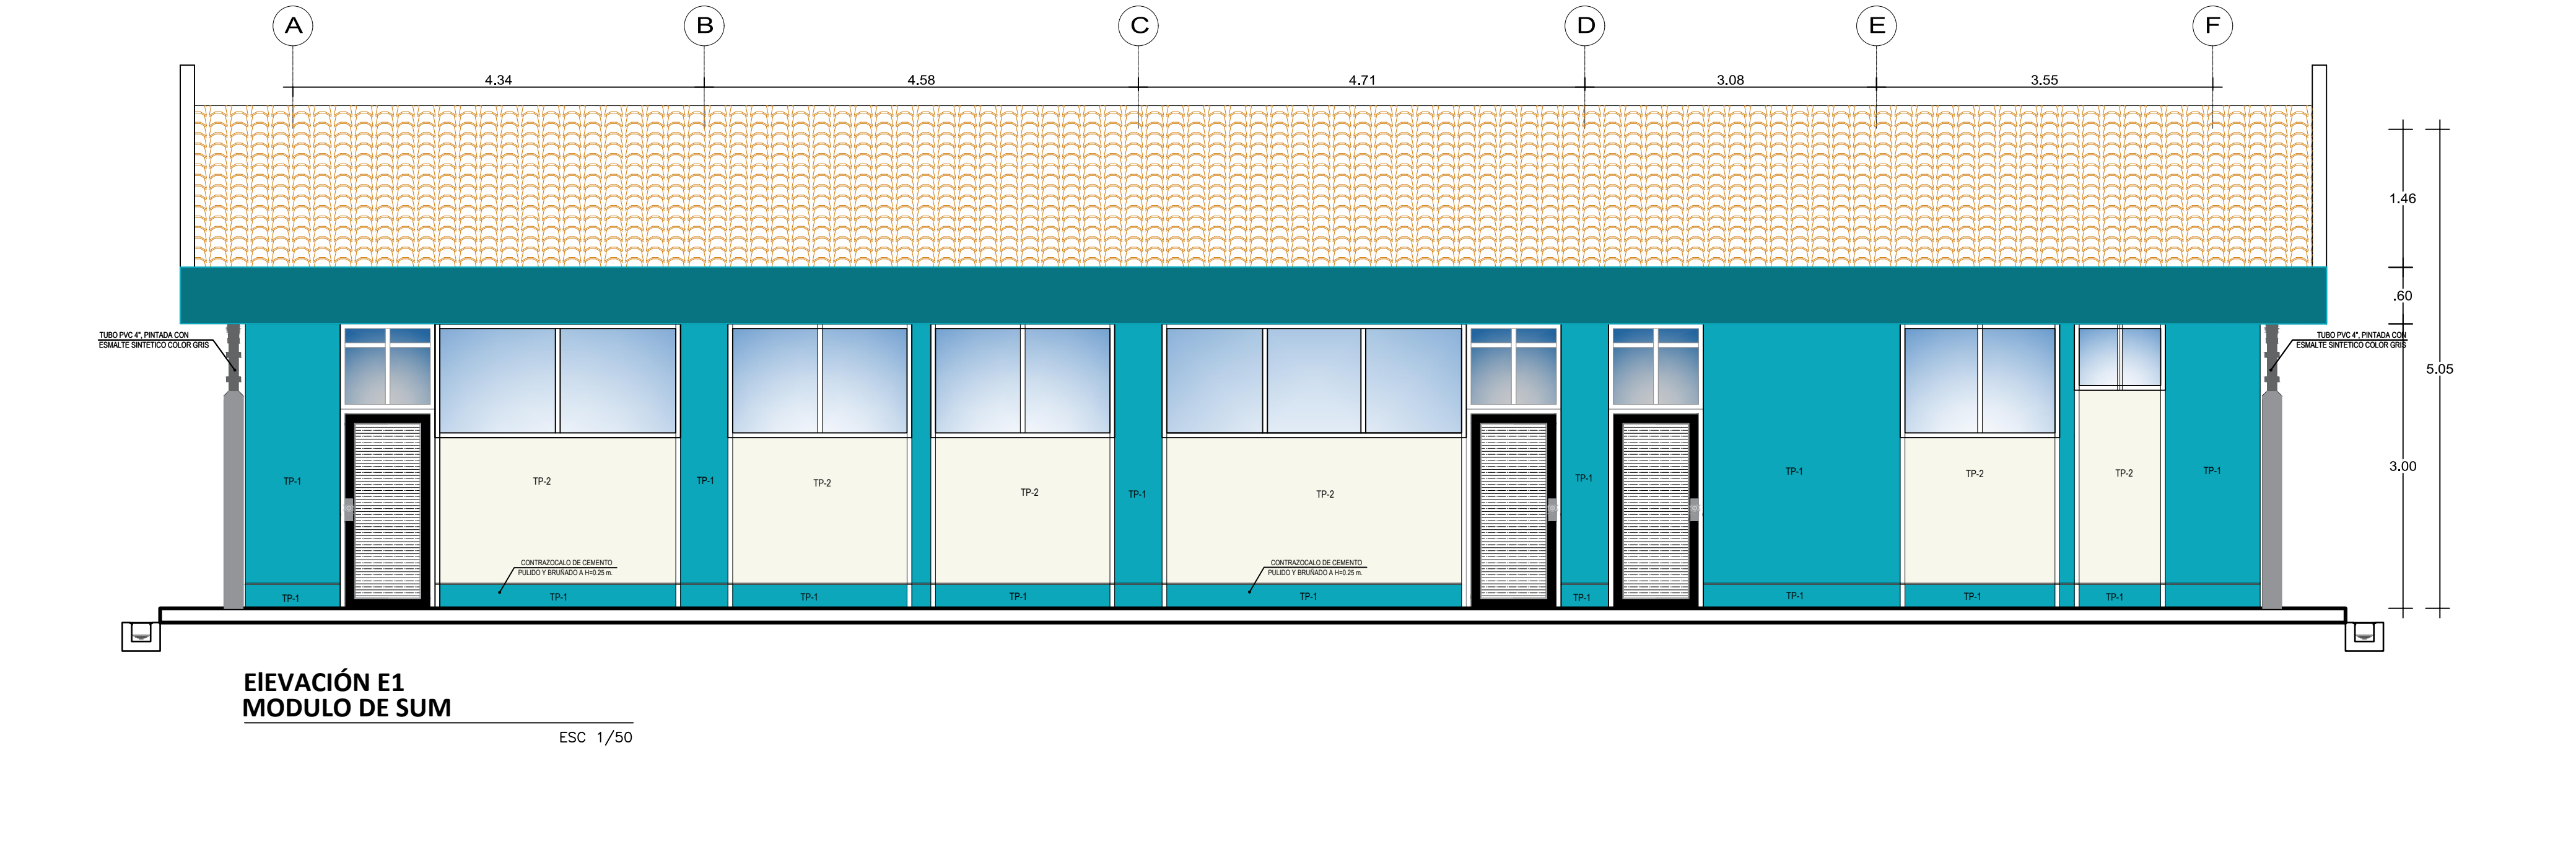 A B C D E F
4.34 4.58 4.71 3.08 3.55
1.46
.60
TUBO PVC 4", PINTADA CON
ESMALTE SINTETICO COLOR GRIS
TUBO PVC 4", PINTADA CON
ESMALTE SINTETICO COLOR GRIS
5.05
3.00
TP-1 TP-2 TP-1 TP-2 TP-2 TP-1 TP-2 TP-1 TP-1 TP-2 TP-2 TP-1
CONTRAZOCALO DE CEMENTO
PULIDO Y BRUÑADO A H=0.25 m.
CONTRAZOCALO DE CEMENTO
PULIDO Y BRUÑADO A H=0.25 m.
TP-1 TP-1 TP-1 TP-1 TP-1 TP-1 TP-1 TP-1 TP-1
ElEVACIÓN E1
MODULO DE SUM
ESC 1/50